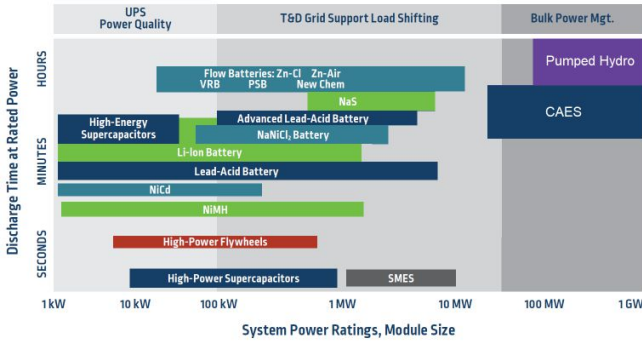 UPS
Power Quality
T&D Grid Support Load Shifting
Bulk Power Mgt.
Discharge Time at Rated Power
HOURS
MINUTES
SECONDS
Pumped Hydro
CAES
Flow Batteries: Zn-Cl Zn-Air
VRB PSB New Chem
NaS
High-Energy
Supercapacitors
Advanced Lead-Acid Battery
NaNiCl₂ Battery
Li-Ion Battery
Lead-Acid Battery
NiCd
NiMH
High-Power Flywheels
High-Power Supercapacitors
SMES
1 kW 10 kW 100 kW 1 MW 10 MW 100 MW 1 GW
System Power Ratings, Module Size